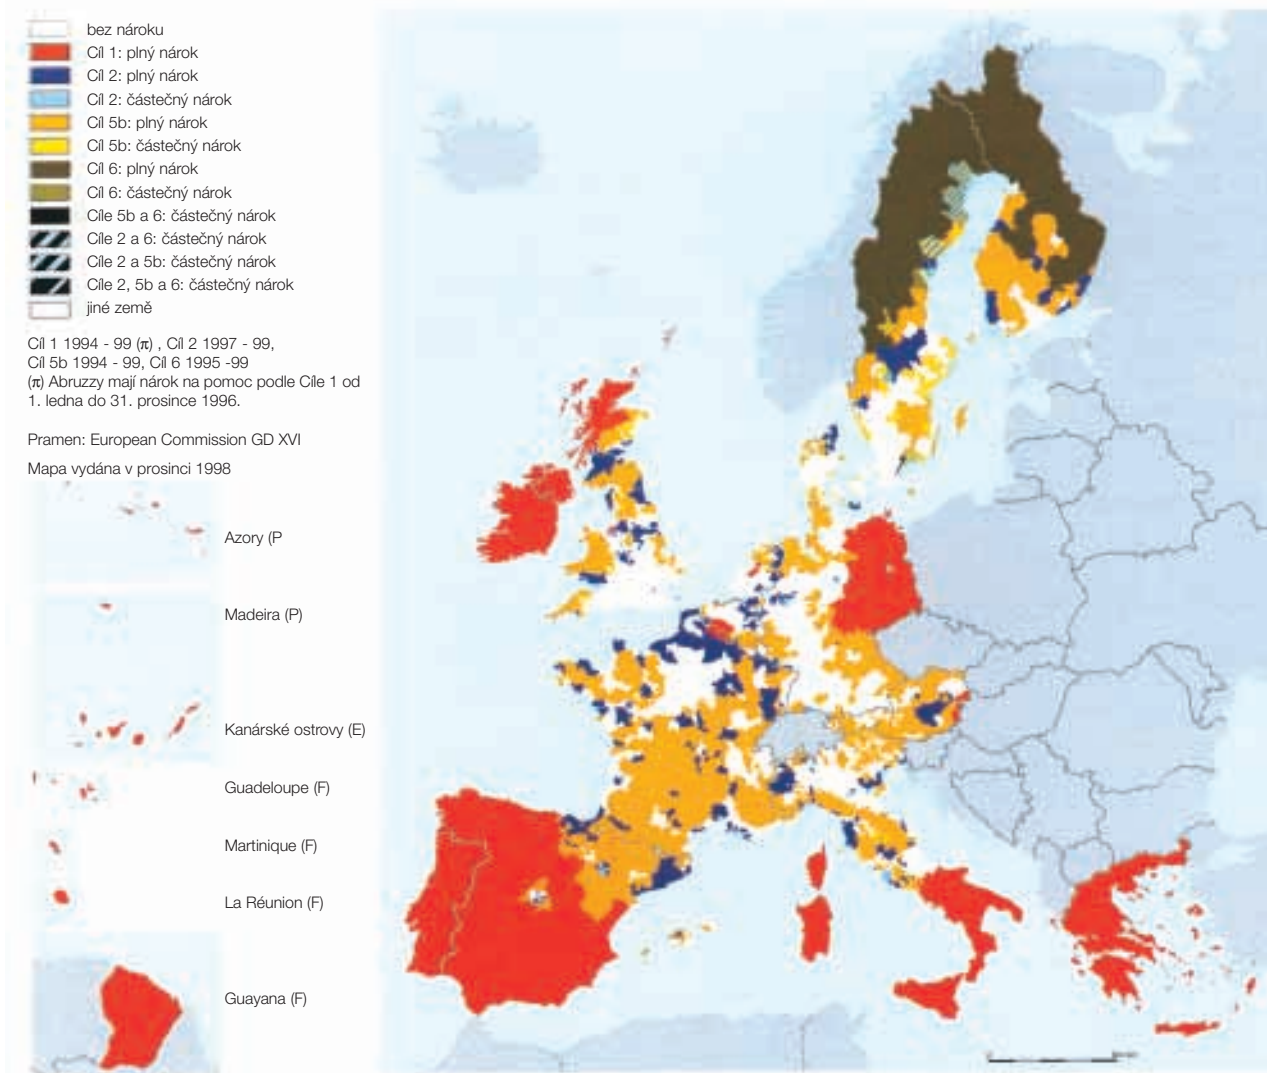 bez nároku
Cíl 1: plný nárok
Cíl 2: plný nárok
Cíl 2: částečný nárok
Cíl 5b: plný nárok
Cíl 5b: částečný nárok
Cíl 6: plný nárok
Cíl 6: částečný nárok
Cíle 5b a 6: částečný nárok
Cíle 2 a 6: částečný nárok
Cíle 2 a 5b: částečný nárok
Cíle 2, 5b a 6: částečný nárok
jiné země
Cíl 1 1994 - 99 (π) , Cíl 2 1997 - 99,
Cíl 5b 1994 - 99, Cíl 6 1995 -99
(π) Abruzzy mají nárok na pomoc podle Cíle 1 od
1. ledna do 31. prosince 1996.
Pramen: European Commission GD XVI
Mapa vydána v prosinci 1998
Azory (P
Madeira (P)
Kanárské ostrovy (E)
Guadeloupe (F)
Martinique (F)
La Réunion (F)
Guayana (F)